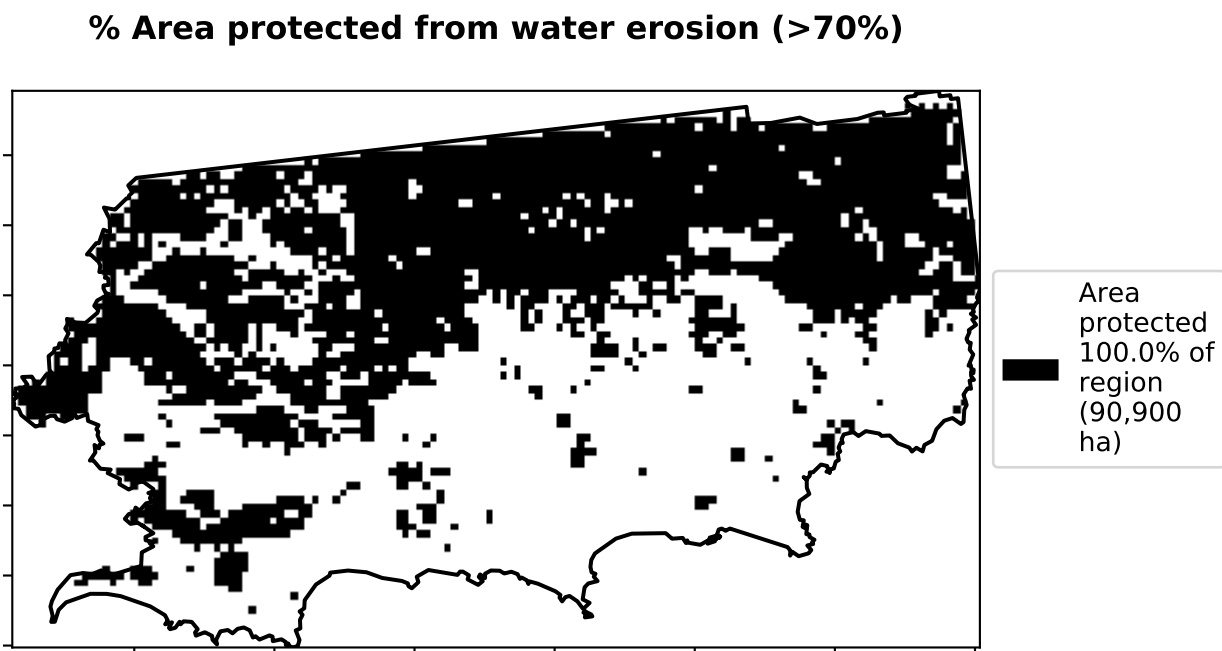 % Area protected from water erosion (>70%)
Area
protected
100.0% of
region
(90,900
ha)